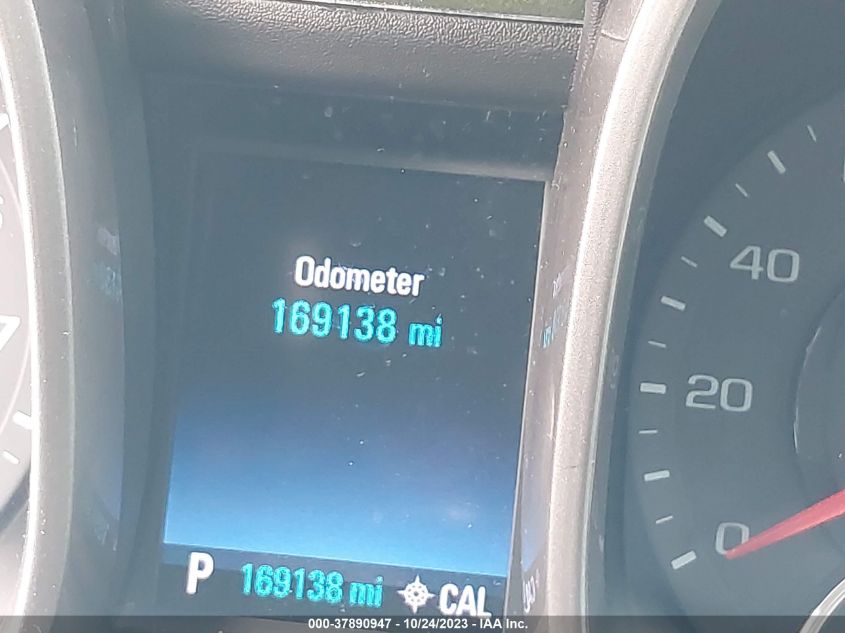 Odometer
169138 mi
40
20
0
P 169138 mi CAL
000-37890947 - 10/24/2023 - IAA Inc.